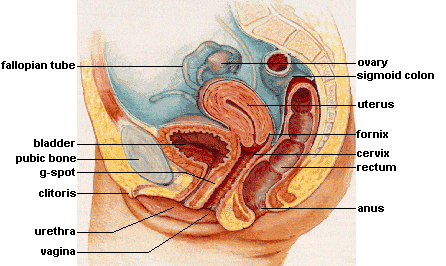 fallopian tube
bladder
pubic bone
g-spot
clitoris
urethra
vagina
ovary
sigmoid colon
uterus
fornix
cervix
rectum
anus